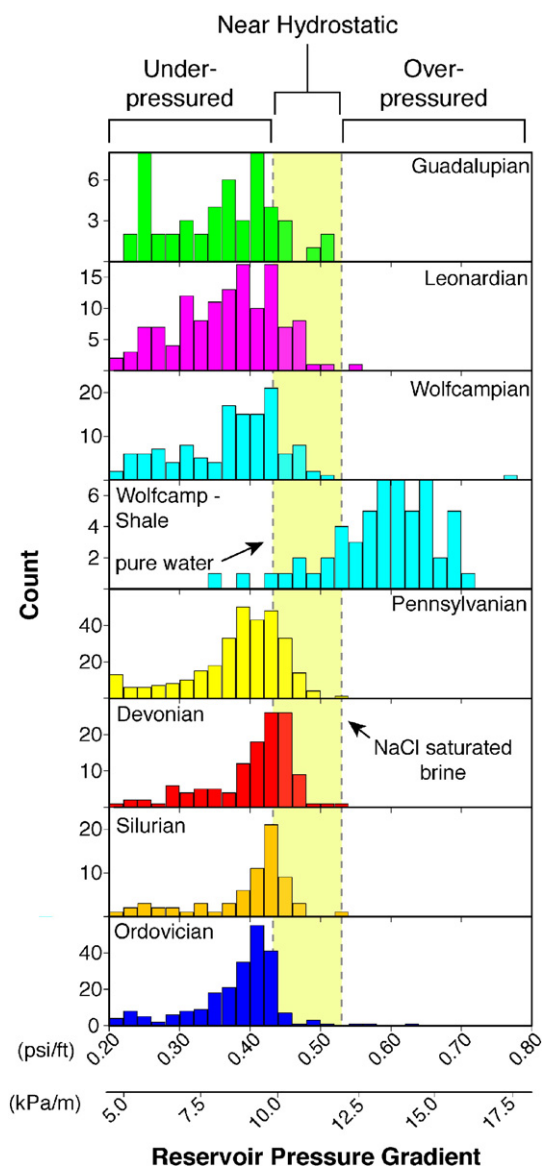 Near Hydrostatic
Under-
pressured
Over-
pressured
Guadalupian
6
3
Leonardian
15
10
5
Wolfcampian
20
10
Wolfcamp -
Shale
pure water
6
4
2
Pennsylvanian
40
20
Devonian
NaCl saturated
brine
20
10
Silurian
20
10
Ordovician
40
20
0
Count
(psi/ft)
0.20
0.30
0.40
0.50
0.60
0.70
0.80
(kPa/m)
5.0
7.5
10.0
12.5
15.0
17.5
Reservoir Pressure Gradient